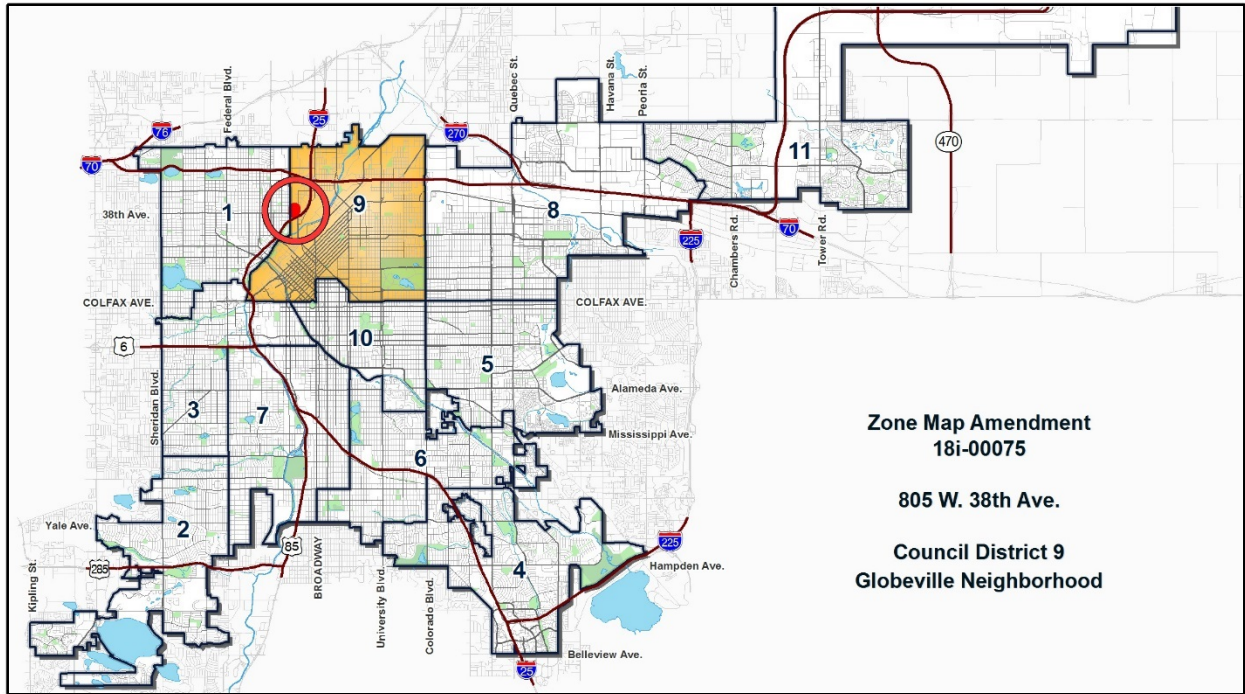 Federal Blvd.
Quebec St.
Havana St.
Peoria St.
25
76
270
470
70
11
38th Ave.
1
9
8
225
Chambers Rd.
70
Tower Rd.
COLFAX AVE.
COLFAX AVE.
10
6
5
Sheridan Blvd.
Alameda Ave.
3
7
Mississippi Ave.
6
Zone Map Amendment
18i-00075
805 W. 38th Ave.
Council District 9
Globeville Neighborhood
Yale Ave.
2
85
225
Hampden Ave.
285
4
Kipling St.
BROADWAY
University Blvd.
Colorado Blvd.
Belleview Ave.
25